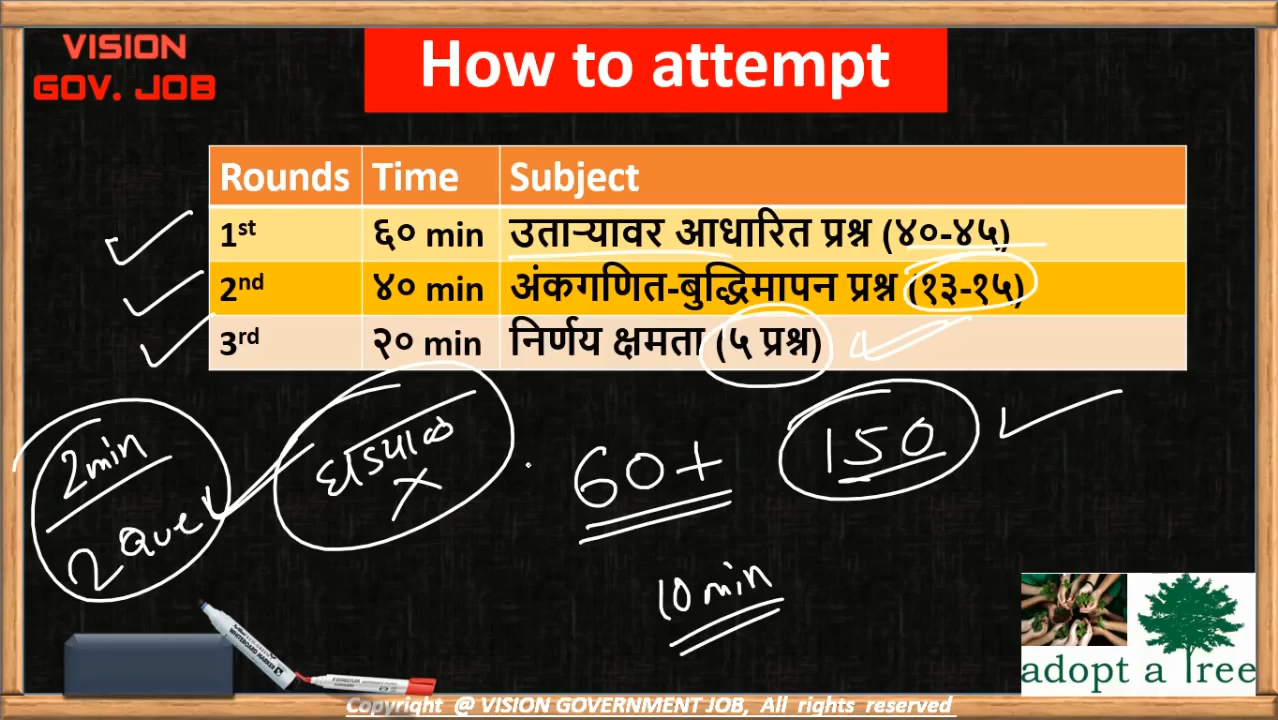 VISION
GOV. JOB
How to attempt
Rounds Time Subject
1st ६० min उताऱ्यावर आधारित प्रश्न (४०-४५)
2nd ४० min अंकगणित-बुद्धिमापन प्रश्न (१३-१५)
3rd २० min निर्णय क्षमता (५ प्रश्न)
2min
2 Que
घड्याळ
60+
150
10 min
adopt a Tree
Copyright @ VISION GOVERNMENT JOB, All rights reserved